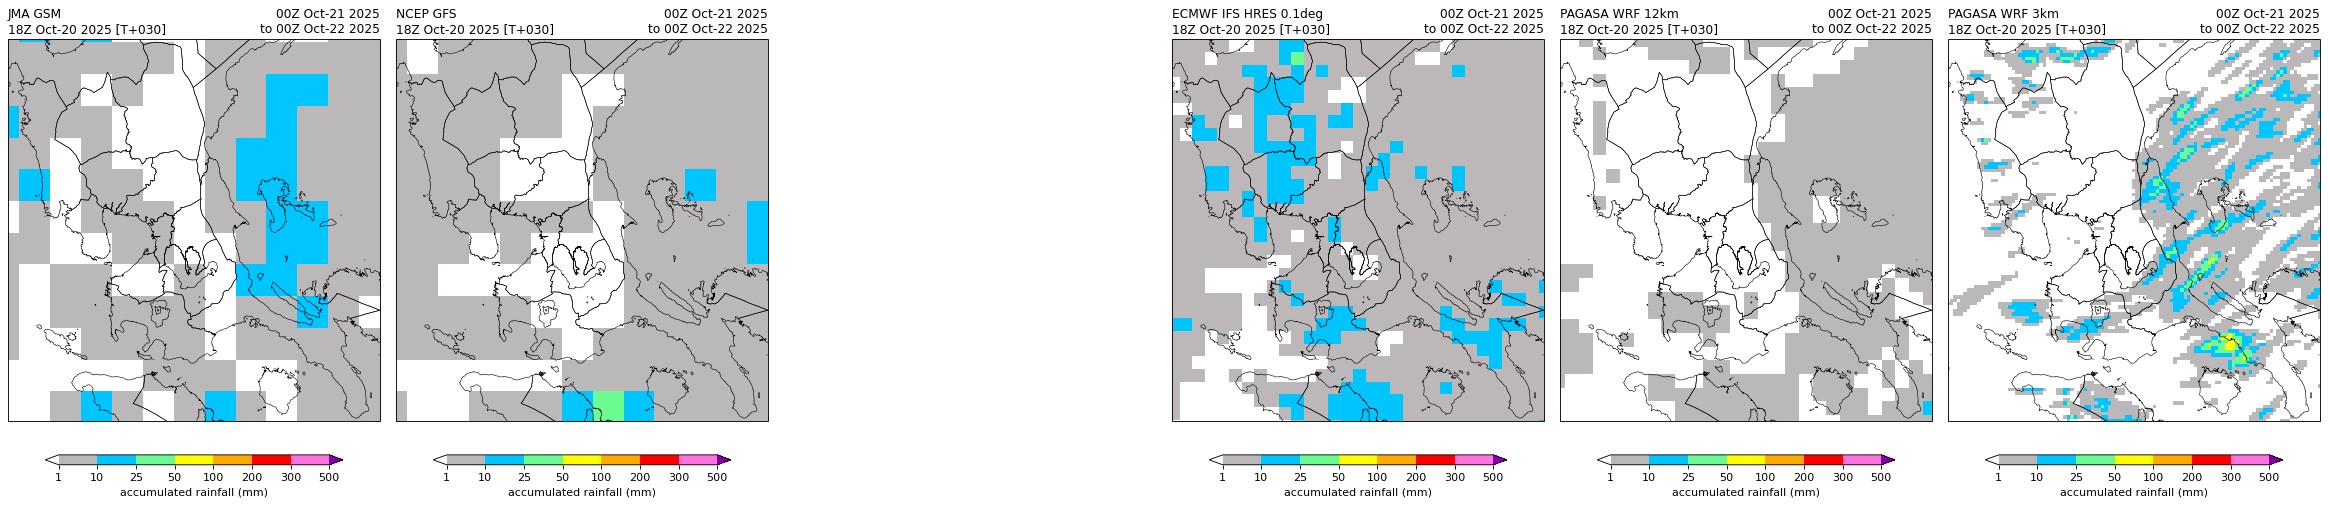 JMA GSM 00Z Oct-21 2025
18Z Oct-20 2025 [T+030] to 00Z Oct-22 2025
1 10 25 50 100 200 300 500
accumulated rainfall (mm)
NCEP GFS 00Z Oct-21 2025
18Z Oct-20 2025 [T+030] to 00Z Oct-22 2025
1 10 25 50 100 200 300 500
accumulated rainfall (mm)
ECMWF IFS HRES 0.1deg 00Z Oct-21 2025
18Z Oct-20 2025 [T+030] to 00Z Oct-22 2025
1 10 25 50 100 200 300 500
accumulated rainfall (mm)
PAGASA WRF 12km 00Z Oct-21 2025
18Z Oct-20 2025 [T+030] to 00Z Oct-22 2025
1 10 25 50 100 200 300 500
accumulated rainfall (mm)
PAGASA WRF 3km 00Z Oct-21 2025
18Z Oct-20 2025 [T+030] to 00Z Oct-22 2025
1 10 25 50 100 200 300 500
accumulated rainfall (mm)